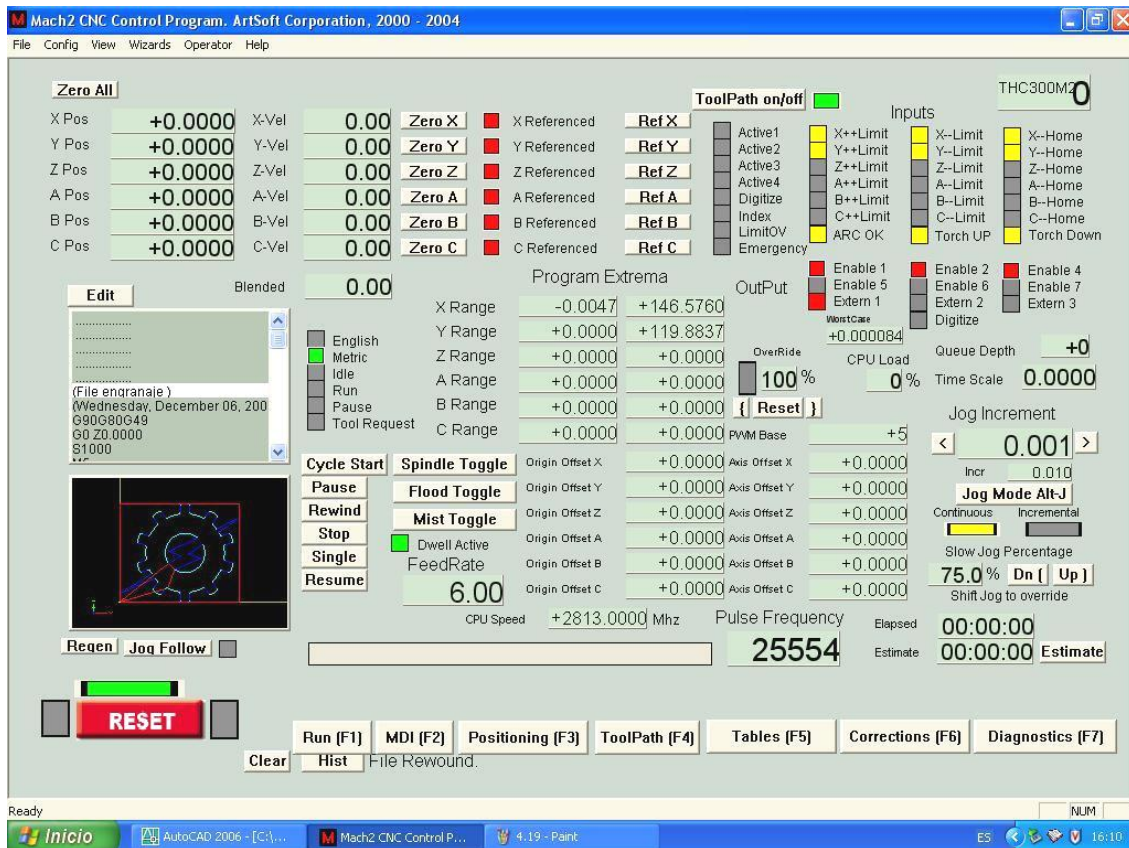 Mach2 CNC Control Program. ArtSoft Corporation, 2000 - 2004
File Config View Wizards Operator Help
Zero All
ToolPath on/off
THC300M2 0
Inputs
X Pos +0.0000 X-Vel 0.00 Zero X X Referenced Ref X
Y Pos +0.0000 Y-Vel 0.00 Zero Y Y Referenced Ref Y
Z Pos +0.0000 Z-Vel 0.00 Zero Z Z Referenced Ref Z
A Pos +0.0000 A-Vel 0.00 Zero A A Referenced Ref A
B Pos +0.0000 B-Vel 0.00 Zero B B Referenced Ref B
C Pos +0.0000 C-Vel 0.00 Zero C C Referenced Ref C
Active1 X++Limit X--Limit X--Home
Active2 Y++Limit Y--Limit Y--Home
Active3 Z++Limit Z--Limit Z--Home
Active4 A++Limit A--Limit A--Home
Digitize B++Limit B--Limit B--Home
Index C++Limit C--Limit C--Home
LimitOV ARC OK Torch UP Torch Down
Emergency
Blended 0.00
Edit
.................
.................
.................
.................
(File engranaje )
(Wednesday, December 06, 200
G90G80G49
G0 Z0.0000
S1000
English
Metric
Idle
Run
Pause
Tool Request
Program Extrema
X Range -0.0047 +146.5760
Y Range +0.0000 +119.8837
Z Range +0.0000 +0.0000
A Range +0.0000 +0.0000
B Range +0.0000 +0.0000
C Range +0.0000 +0.0000
OutPut
Enable 1 Enable 2 Enable 4
Enable 5 Enable 6 Enable 7
Extern 1 Extern 2 Extern 3
Digitize
WorstCase
+0.000084
OverRide
100 %
CPU Load
0 %
Queue Depth +0
Time Scale 0.0000
{ Reset }
PWM Base +5
Jog Increment
< 0.001 >
Incr 0.010
Jog Mode Alt-J
Continuous Incremental
Slow Jog Percentage
75.0 % Dn ( Up )
Shift Jog to override
Cycle Start
Pause
Rewind
Stop
Single
Resume
Spindle Toggle
Flood Toggle
Mist Toggle
Dwell Active
FeedRate
6.00
Origin Offset X +0.0000 Axis Offset X +0.0000
Origin Offset Y +0.0000 Axis Offset Y +0.0000
Origin Offset Z +0.0000 Axis Offset Z +0.0000
Origin Offset A +0.0000 Axis Offset A +0.0000
Origin Offset B +0.0000 Axis Offset B +0.0000
Origin Offset C +0.0000 Axis Offset C +0.0000
CPU Speed +2813.0000 Mhz
Pulse Frequency
25554
Elapsed 00:00:00
Estimate 00:00:00 Estimate
Regen Jog Follow
RESET
Run (F1) MDI (F2) Positioning (F3) ToolPath (F4) Tables (F5) Corrections (F6) Diagnostics (F7)
Clear Hist File Rewound.
Ready NUM
Inicio AutoCAD 2006 - [C:\... Mach2 CNC Control P... 4.19 - Paint ES 16:10